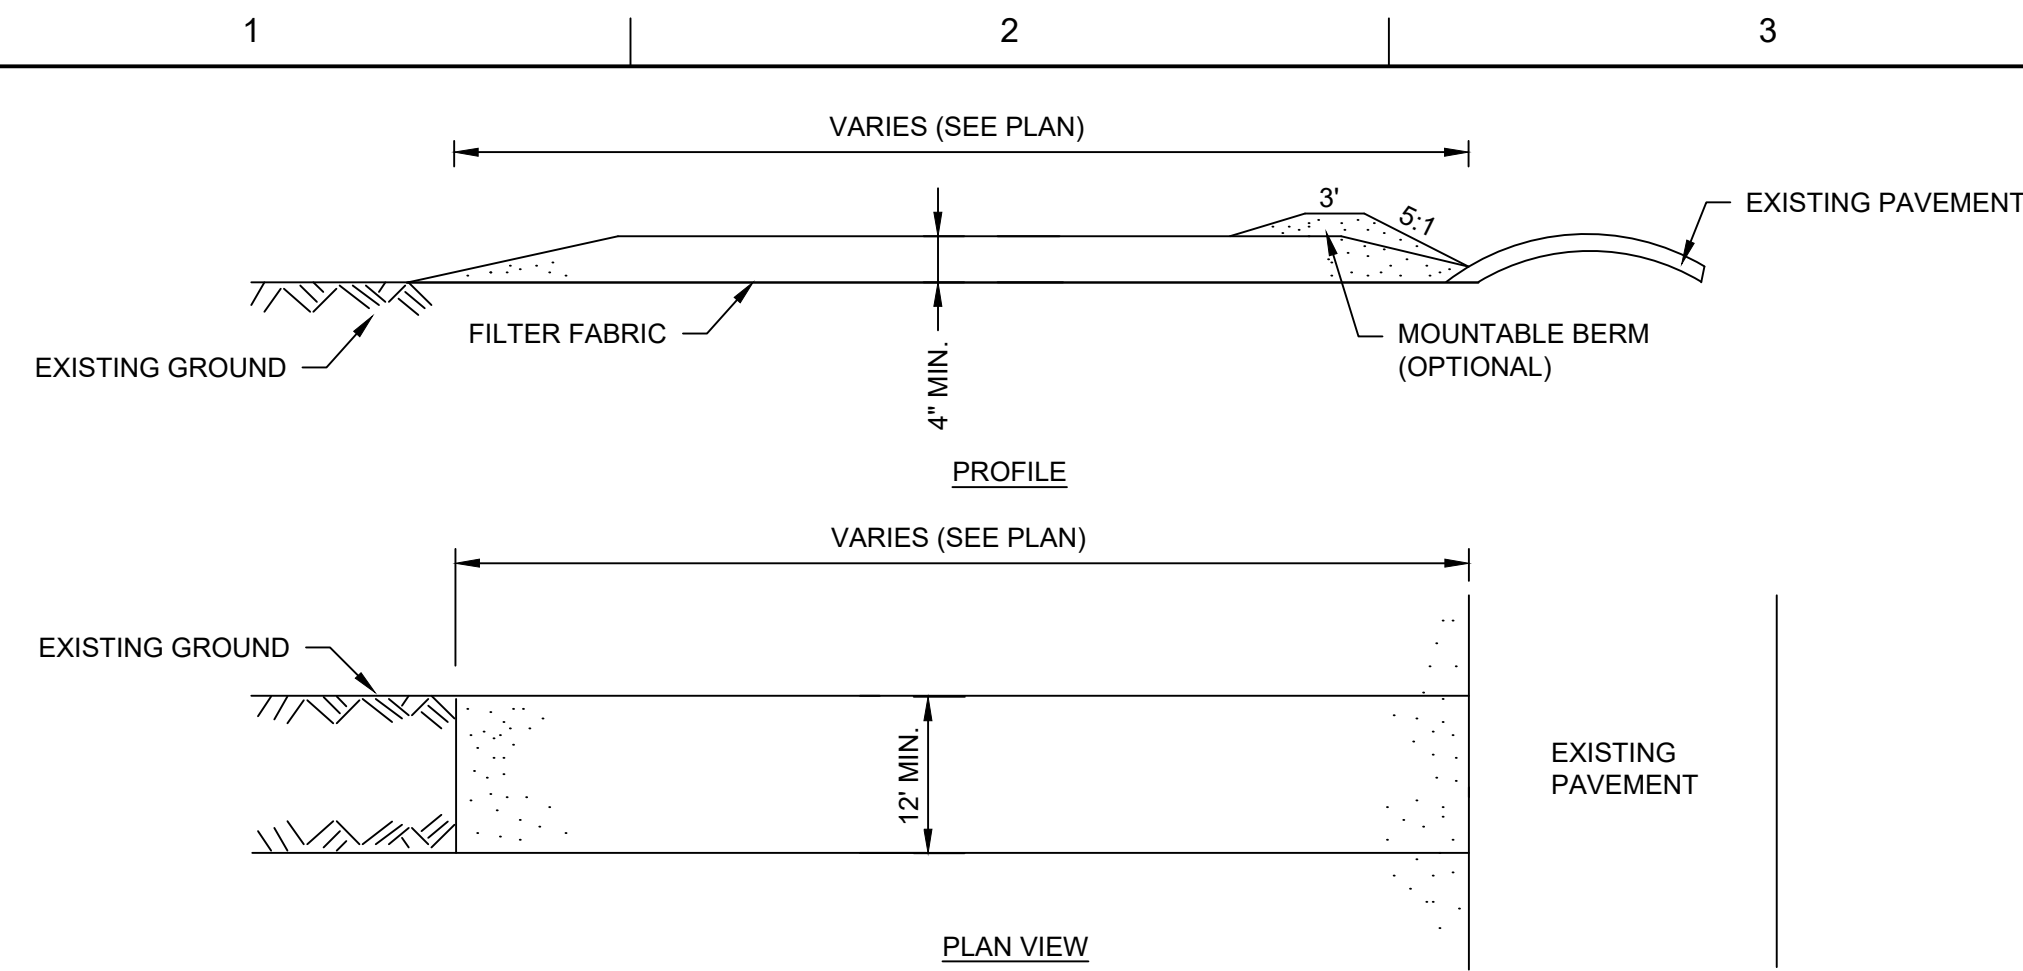 1 2 3
VARIES (SEE PLAN)
3'
5:1
EXISTING PAVEMENT
FILTER FABRIC
MOUNTABLE BERM
(OPTIONAL)
EXISTING GROUND
4" MIN.
PROFILE
VARIES (SEE PLAN)
EXISTING GROUND
12' MIN.
EXISTING
PAVEMENT
PLAN VIEW